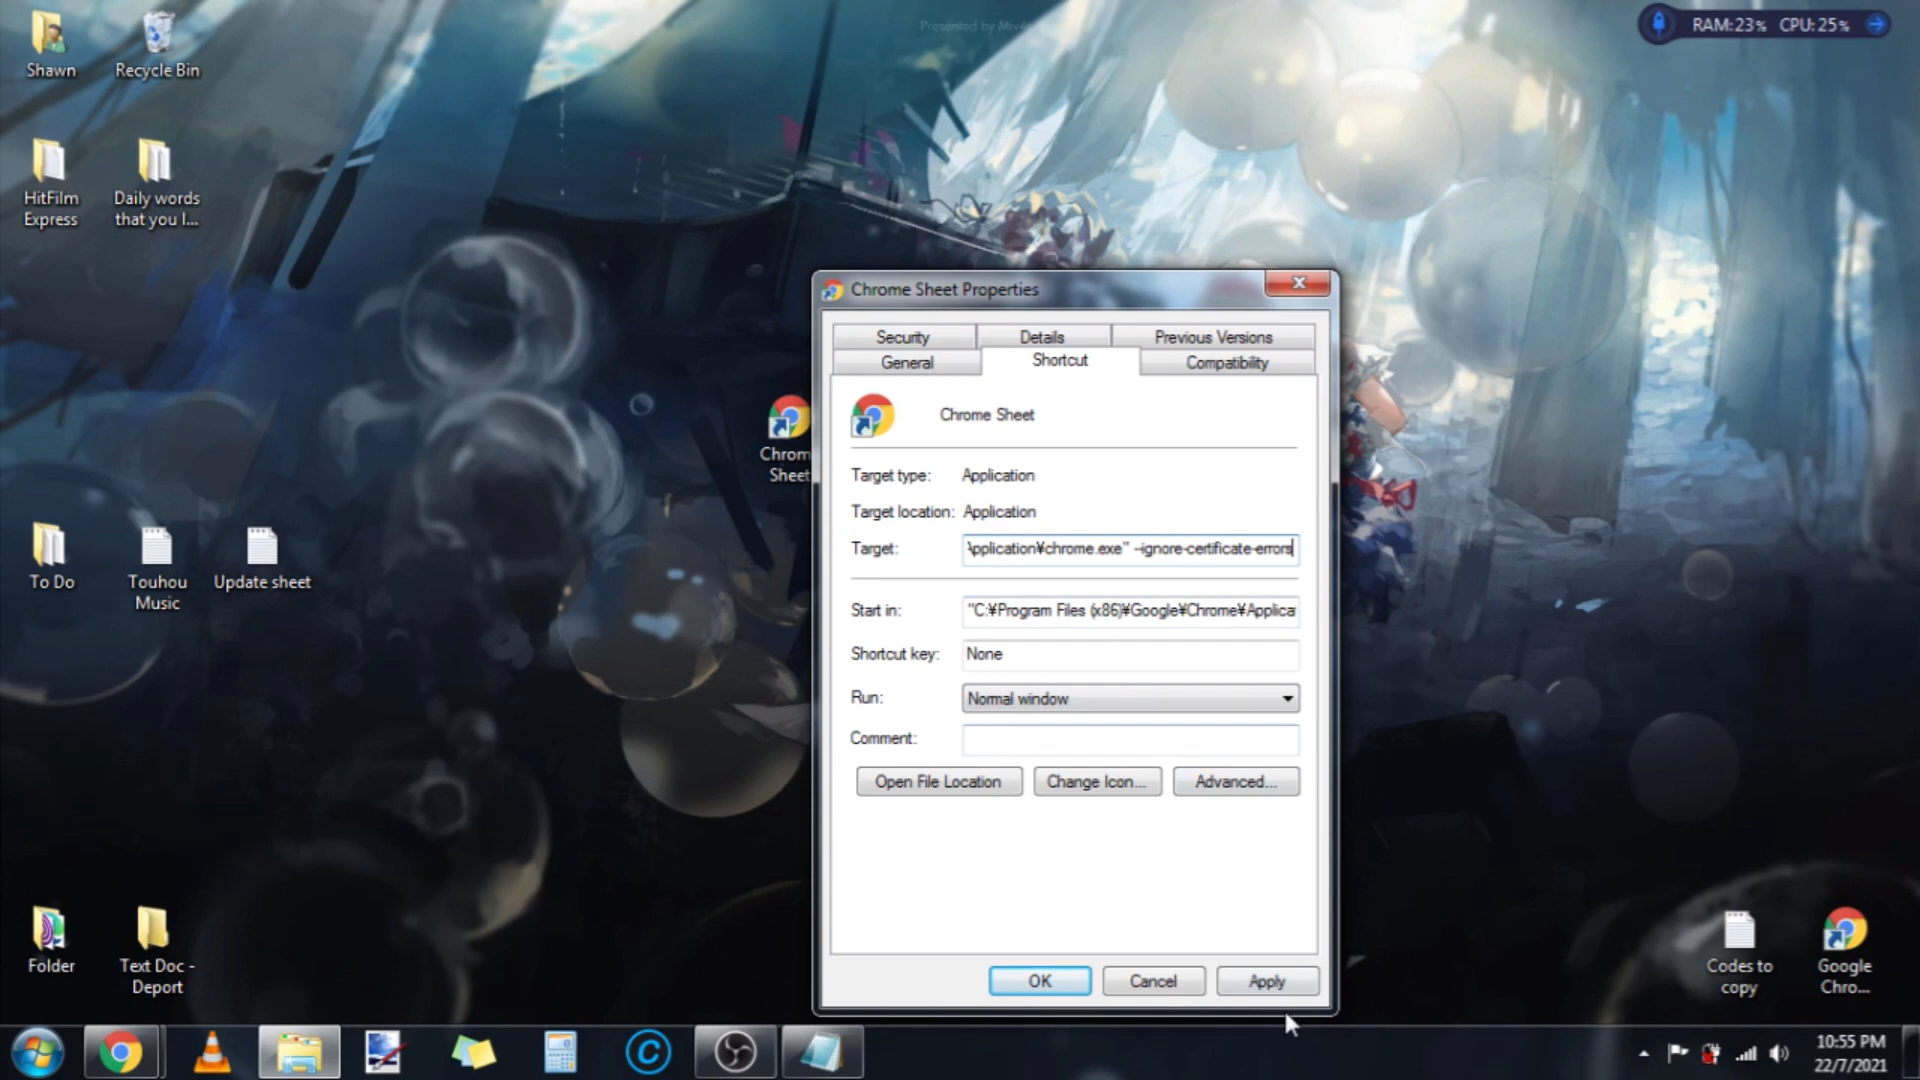 Presented by
RAM:23% CPU:25%
Shawn
Recycle Bin
HitFilm
Express
Daily words
that you l...
Chrome Sheet Properties
Security
Details
Previous Versions
General
Shortcut
Compatibility
Chrom
Sheet
Chrome Sheet
Target type: Application
Target location: Application
Target: Application¥chrome.exe" --ignore-certificate-errors
Start in: "C:¥Program Files (x86)¥Google¥Chrome¥Applica
Shortcut key: None
Run: Normal window
Comment:
Open File Location
Change Icon...
Advanced...
To Do
Touhou
Music
Update sheet
Folder
Text Doc -
Deport
OK
Cancel
Apply
Codes to
copy
Google
Chro...
10:55 PM
22/7/2021